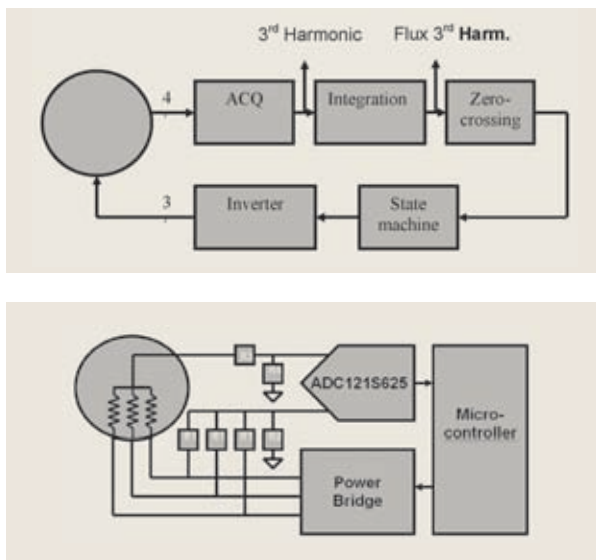 3rd Harmonic
Flux 3rd Harm.
4
ACQ
Integration
Zero-
crossing
3
Inverter
State
machine
ADC121S625
Micro-
controller
Power
Bridge